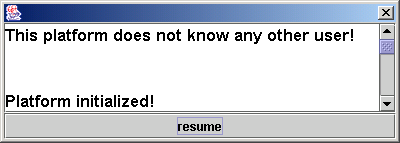 This platform does not know any other user!
Platform initialized!
resume